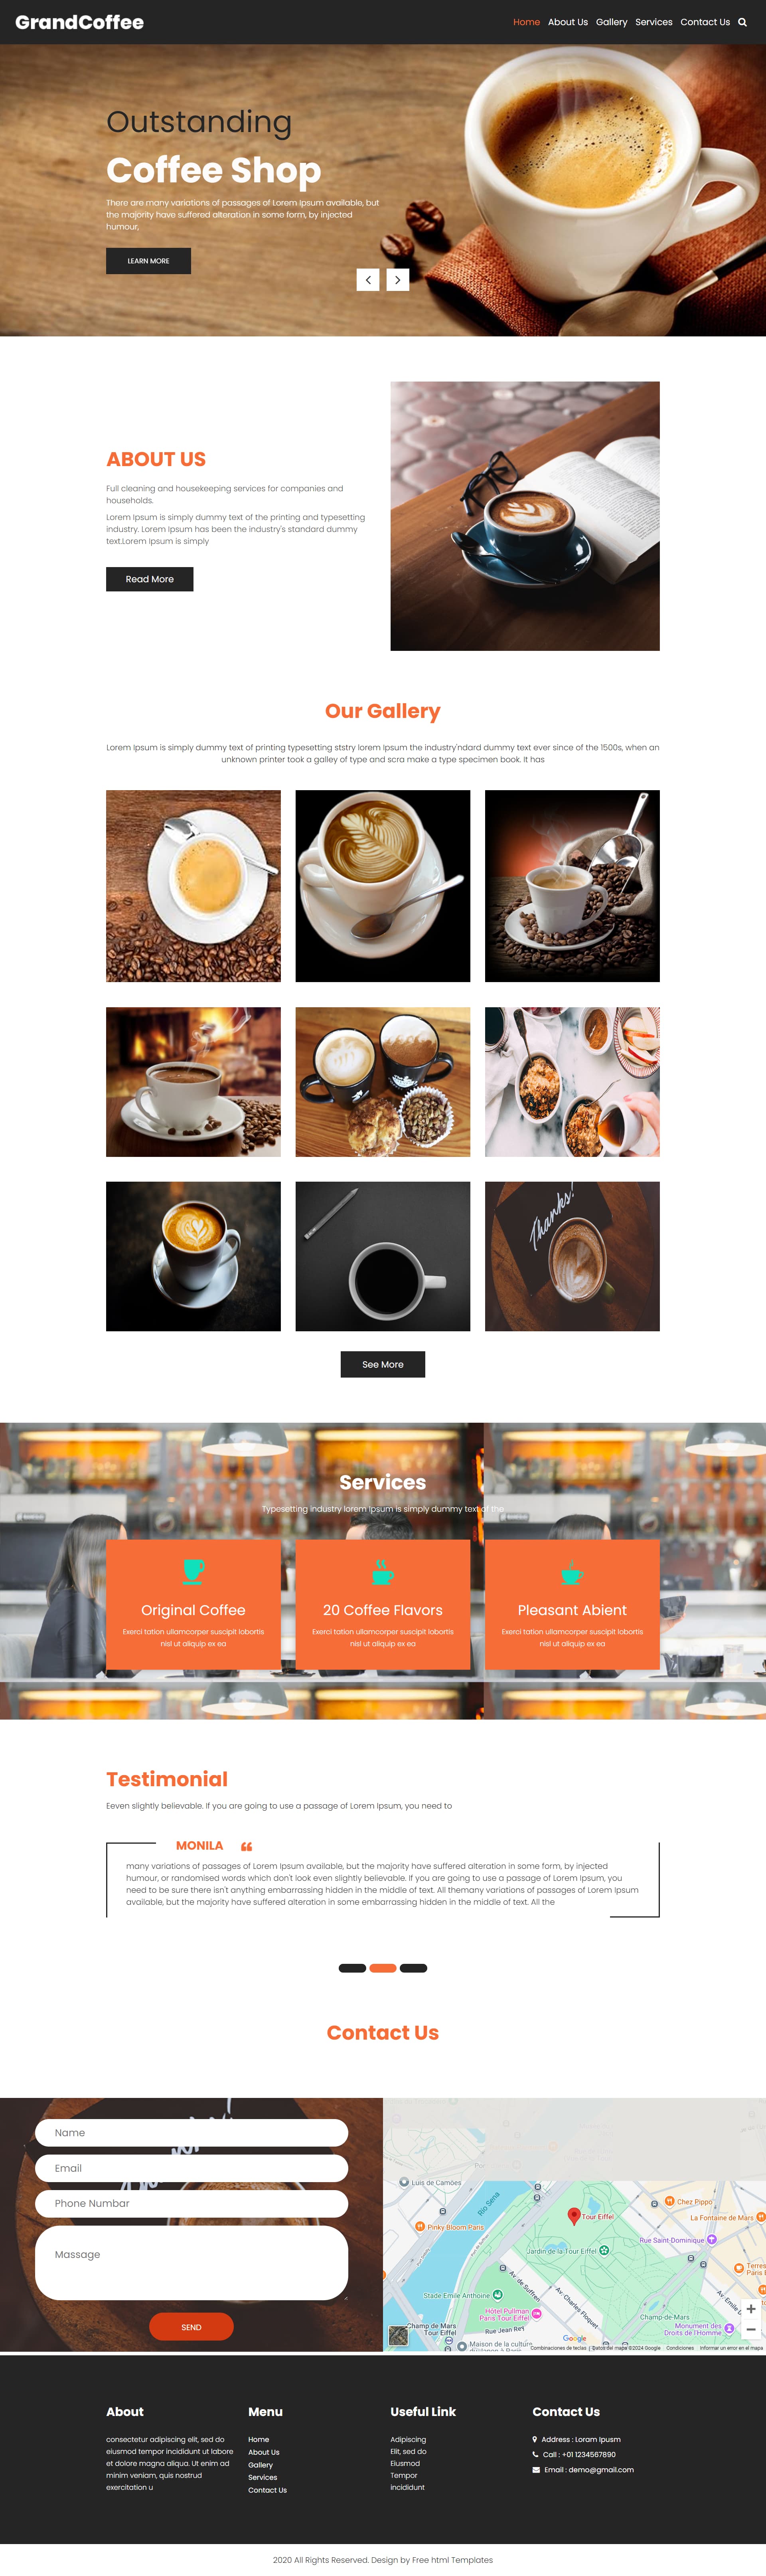 GrandCoffee
Home About Us Gallery Services Contact Us
Outstanding
Coffee Shop
There are many variations of passages of Lorem Ipsum available, but
the majority have suffered alteration in some form, by injected
humour,
LEARN MORE
ABOUT US
Full cleaning and housekeeping services for companies and
households.
Lorem Ipsum is simply dummy text of the printing and typesetting
industry. Lorem Ipsum has been the industry's standard dummy
text.Lorem Ipsum is simply
Read More
Our Gallery
Lorem Ipsum is simply dummy text of printing typesetting ststry lorem Ipsum the industry'ndard dummy text ever since of the 1500s, when an
unknown printer took a galley of type and scra make a type specimen book. It has
Thanks!
See More
Services
Typesetting industry lorem Ipsum is simply dummy text of the
Original Coffee
Exerci tation ullamcorper suscipit lobortis
nisl ut aliquip ex ea
20 Coffee Flavors
Exerci tation ullamcorper suscipit lobortis
nisl ut aliquip ex ea
Pleasant Abient
Exerci tation ullamcorper suscipit lobortis
nisl ut aliquip ex ea
Testimonial
Eeven slightly believable. If you are going to use a passage of Lorem Ipsum, you need to
MONILA
many variations of passages of Lorem Ipsum available, but the majority have suffered alteration in some form, by injected
humour, or randomised words which don't look even slightly believable. If you are going to use a passage of Lorem Ipsum, you
need to be sure there isn't anything embarrassing hidden in the middle of text. All themany variations of passages of Lorem Ipsum
available, but the majority have suffered alteration in some embarrassing hidden in the middle of text. All the
Contact Us
Name
Email
Phone Numbar
Massage
SEND
Luis de Camões
Río Sena
Chez Pippo
Tour Eiffel
La Fontaine de Mars
Pinky Bloom Paris
Rue Saint-Dominique
Jardin de la Tour Eiffel
Terres
Paris E
Stade Emile Anthoine
Av. de Suffren
Av. Charles Floquet
Hôtel Pullman
Paris Tour Eiffel
Champ-de-Mars
Champ de Mars
Tour Eiffel
Rue Jean Rey
Monument des
Droits de l'Homme
Maison de la culture
Google
Combinaciones de teclas Datos del mapa ©2024 Google Condiciones Informar un error en el mapa
About
consectetur adipiscing elit, sed do
eiusmod tempor incididunt ut labore
et dolore magna aliqua. Ut enim ad
minim veniam, quis nostrud
exercitation u
Menu
Home
About Us
Gallery
Services
Contact Us
Useful Link
Adipiscing
Elit, sed do
Eiusmod
Tempor
incididunt
Contact Us
Address : Loram Ipusm
Call : +01 1234567890
Email : demo@gmail.com
2020 All Rights Reserved. Design by Free html Templates